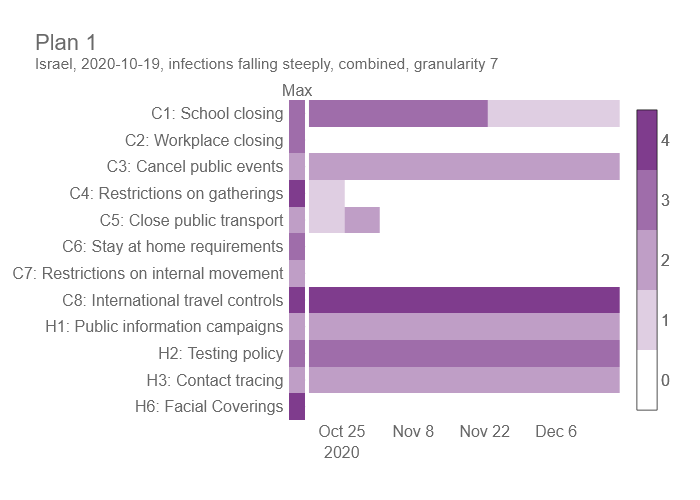 Plan 1
Israel, 2020-10-19, infections falling steeply, combined, granularity 7
Max
C1: School closing
C2: Workplace closing
C3: Cancel public events
C4: Restrictions on gatherings
C5: Close public transport
C6: Stay at home requirements
C7: Restrictions on internal movement
C8: International travel controls
H1: Public information campaigns
H2: Testing policy
H3: Contact tracing
H6: Facial Coverings
4
3
2
1
0
Oct 25 Nov 8 Nov 22 Dec 6
2020